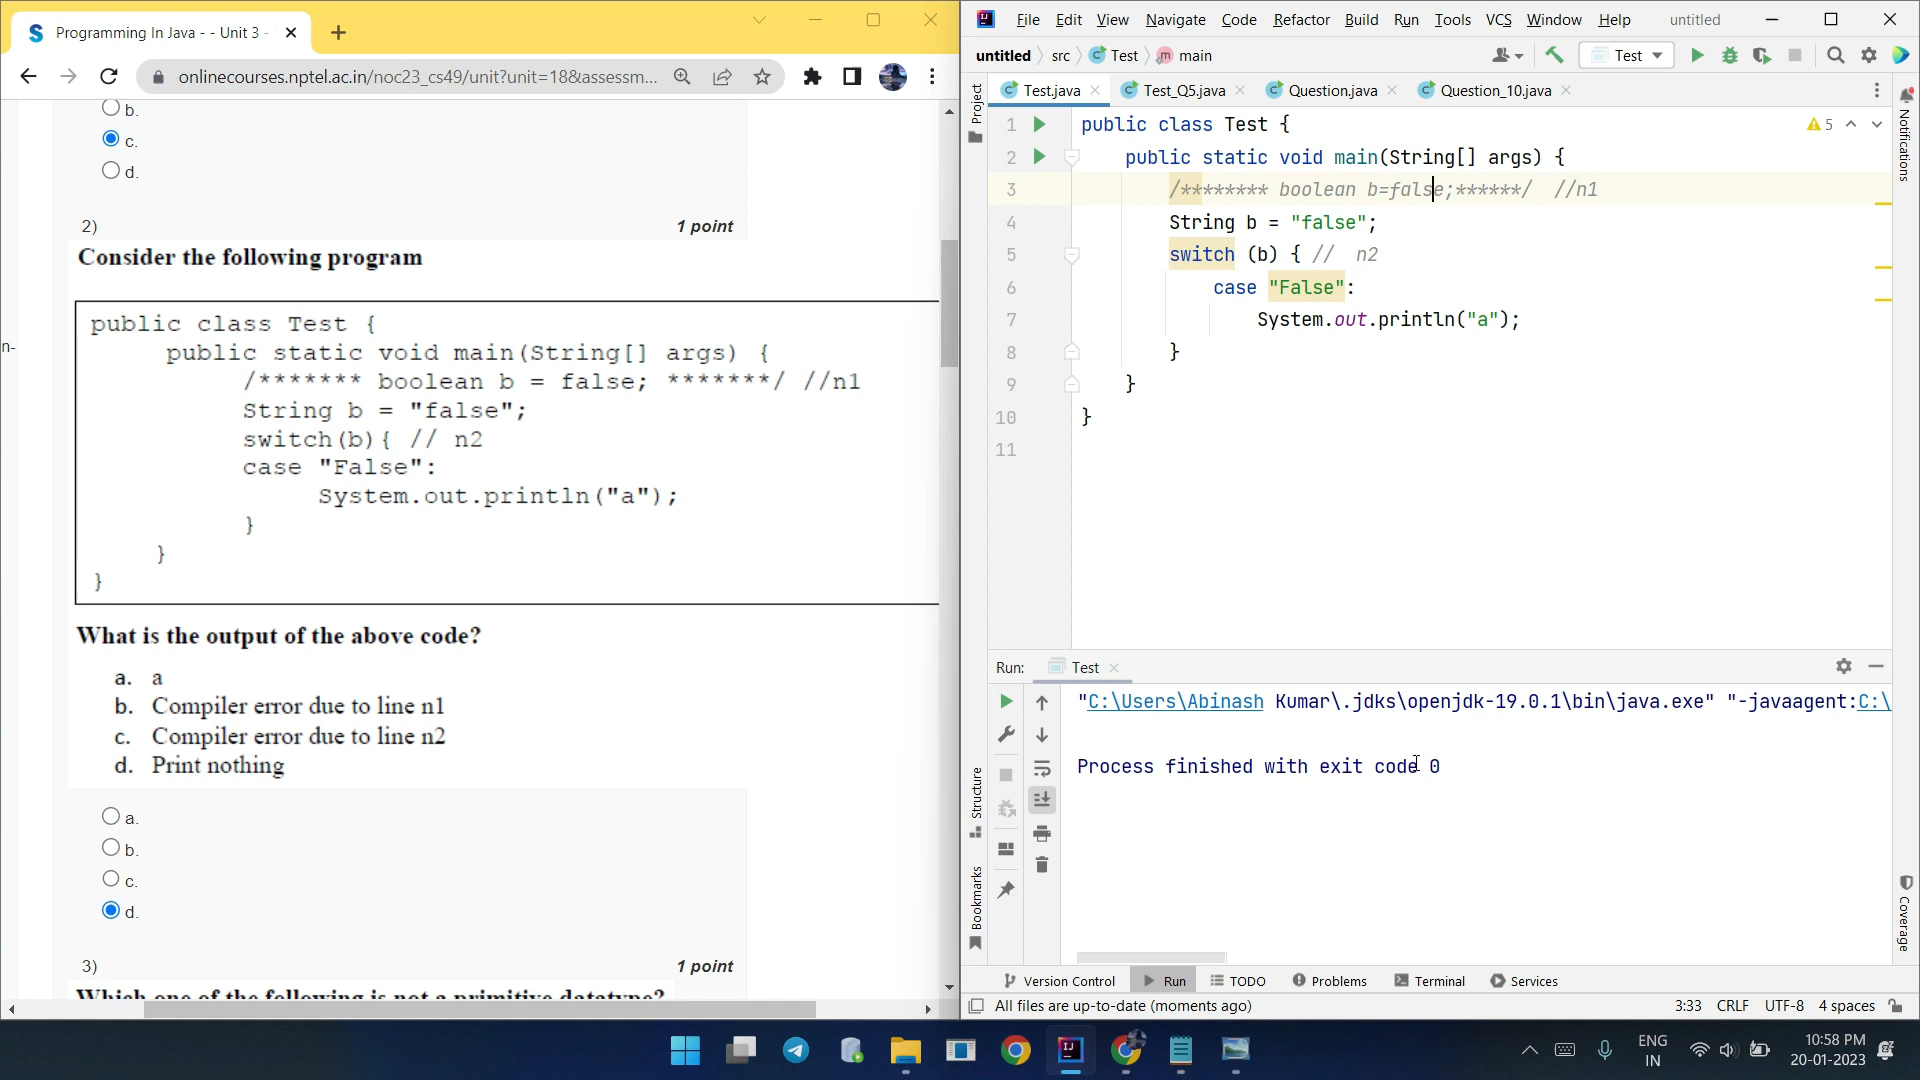 Programming In Java - - Unit 3 -
onlinecourses.nptel.ac.in/noc23_cs49/unit?unit=18&assessm...
b.
c.
d.
n-
2)
1 point
Consider the following program
public class Test {
public static void main(String[] args) {
/******* boolean b = false; *******/ //n1
String b = "false";
switch(b){ // n2
case "False":
System.out.println("a");
}
}
}
What is the output of the above code?
a. a
b. Compiler error due to line n1
c. Compiler error due to line n2
d. Print nothing
a.
b.
c.
d.
3)
1 point
Which one of the following is not a primitive datatype?
File Edit View Navigate Code Refactor Build Run Tools VCS Window Help untitled
untitled src Test main
Test
Test.java Test_Q5.java Question.java Question_10.java
Project
Notifications
5
1 public class Test {
2 public static void main(String[] args) {
3 /******** boolean b=false;******/ //n1
4 String b = "false";
5 switch (b) { // n2
6 case "False":
7 System.out.println("a");
8 }
9 }
10 }
11
Run: Test
"C:\Users\Abinash Kumar\.jdks\openjdk-19.0.1\bin\java.exe" "-javaagent:C:\
Process finished with exit code 0
Structure
Bookmarks
Coverage
Version Control Run TODO Problems Terminal Services
All files are up-to-date (moments ago)
3:33 CRLF UTF-8 4 spaces
ENG
IN
10:58 PM
20-01-2023